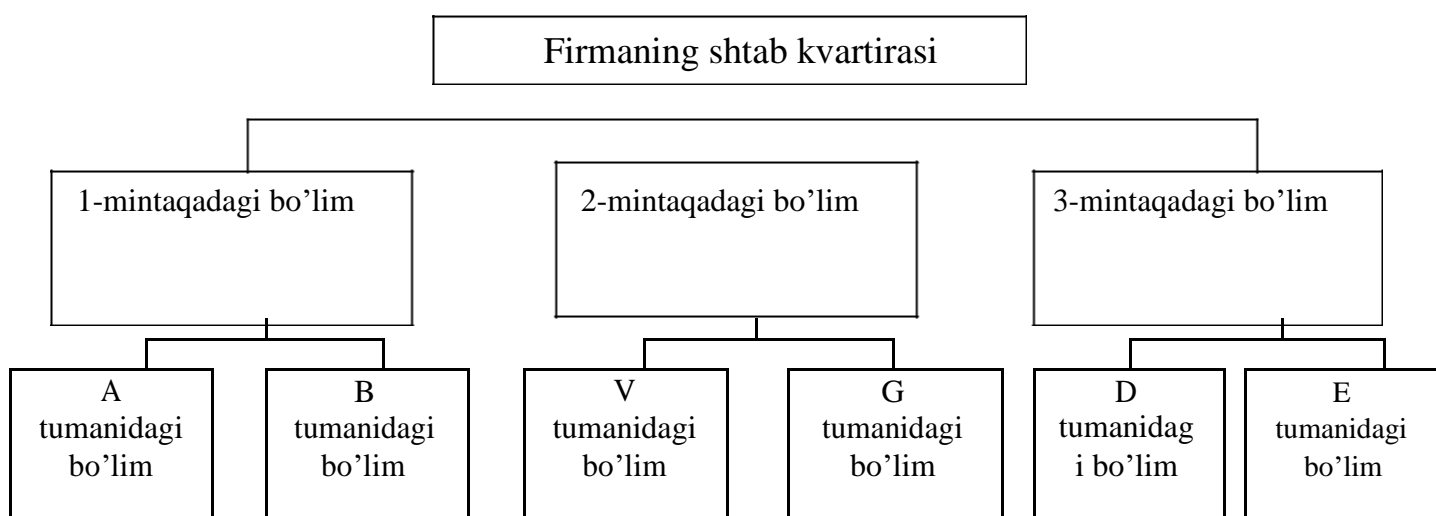 Firmaning shtab kvartirasi
1-mintaqadagi bo’lim
2-mintaqadagi bo’lim
3-mintaqadagi bo’lim
A
tumanidagi
bo’lim
B
tumanidagi
bo’lim
V
tumanidagi
bo’lim
G
tumanidagi
bo’lim
D
tumanidag
i bo’lim
E
tumanidagi
bo’lim